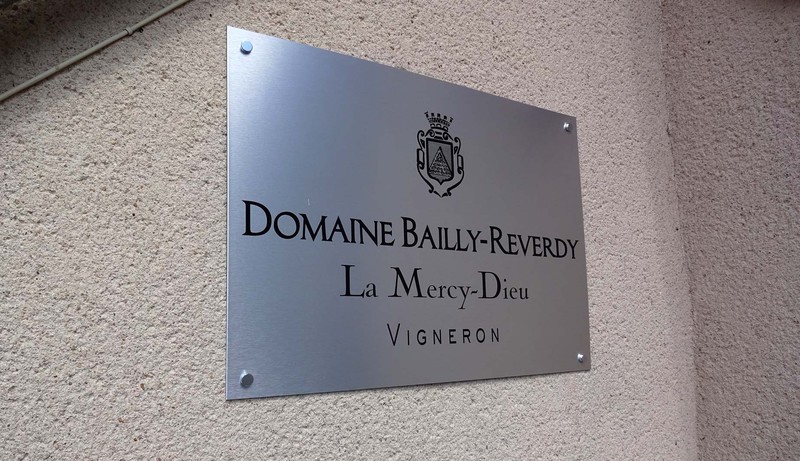 DOMAINE BAILLY-REVERDY
La Mercy-Dieu
VIGNERON